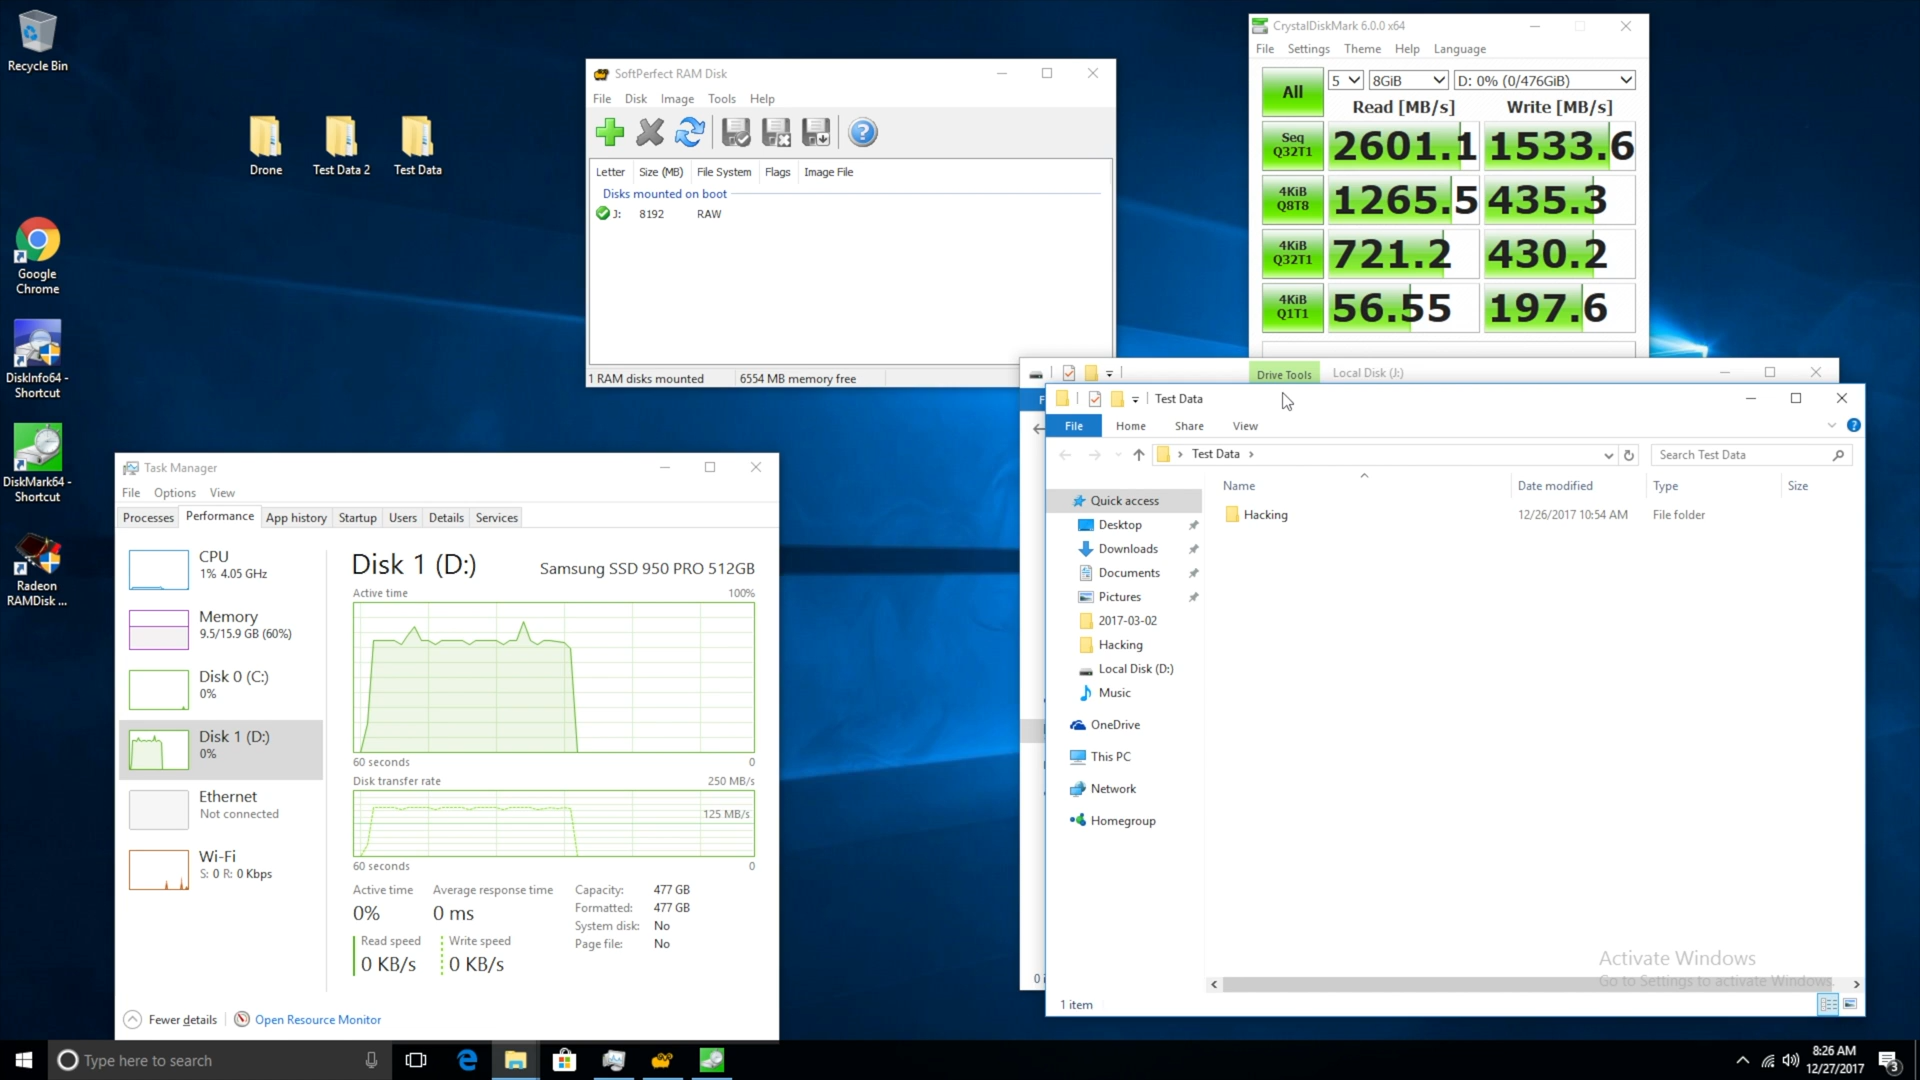 Recycle Bin
Drone
Test Data 2
Test Data
Google
Chrome
DiskInfo64 -
Shortcut
DiskMark64 -
Shortcut
Radeon
RAMDisk ...
SoftPerfect RAM Disk
File Disk Image Tools Help
Letter Size (MB) File System Flags Image File
Disks mounted on boot
J: 8192 RAW
1 RAM disks mounted 6554 MB memory free
CrystalDiskMark 6.0.0 x64
File Settings Theme Help Language
All 5 8GiB D: 0% (0/476GiB)
Read [MB/s] Write [MB/s]
Seq
Q32T1 2601.1 1533.6
4KiB
Q8T8 1265.5 435.3
4KiB
Q32T1 721.2 430.2
4KiB
Q1T1 56.55 197.6
Drive Tools Local Disk (J:)
Test Data
File Home Share View
Test Data
Search Test Data
Name Date modified Type Size
Hacking 12/26/2017 10:54 AM File folder
Quick access
Desktop
Downloads
Documents
Pictures
2017-03-02
Hacking
Local Disk (D:)
Music
OneDrive
This PC
Network
Homegroup
1 item
Activate Windows
Go to Settings to activate Windows.
Task Manager
File Options View
Processes Performance App history Startup Users Details Services
CPU
1% 4.05 GHz
Memory
9.5/15.9 GB (60%)
Disk 0 (C:)
0%
Disk 1 (D:)
0%
Ethernet
Not connected
Wi-Fi
S: 0 R: 0 Kbps
Disk 1 (D:) Samsung SSD 950 PRO 512GB
Active time 100%
60 seconds 0
Disk transfer rate 250 MB/s
125 MB/s
60 seconds 0
Active time Average response time
0% 0 ms
Read speed Write speed
0 KB/s 0 KB/s
Capacity: 477 GB
Formatted: 477 GB
System disk: No
Page file: No
Fewer details Open Resource Monitor
Type here to search
8:26 AM
12/27/2017
3